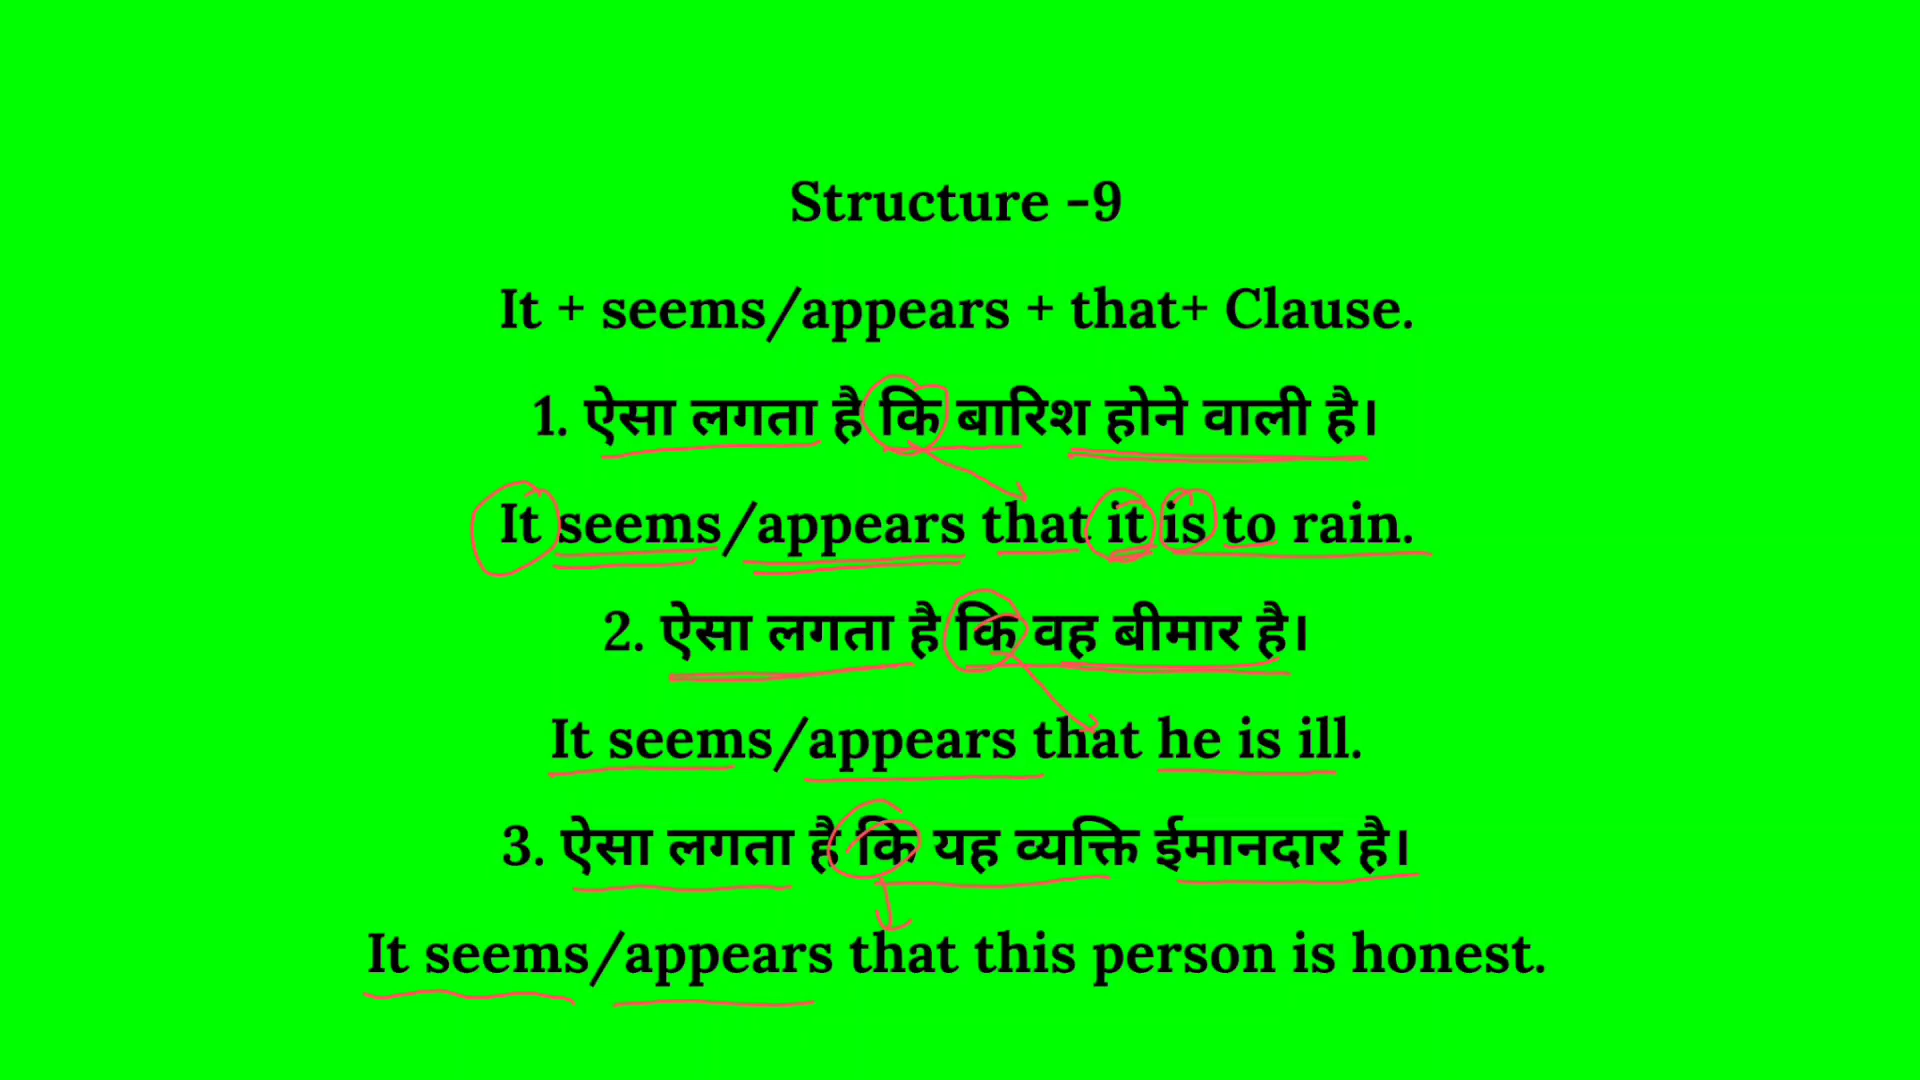 Structure -9
It + seems/appears + that+ Clause.
1. ऐसा लगता है कि बारिश होने वाली है।
It seems/appears that it is to rain.
2. ऐसा लगता है कि वह बीमार है।
It seems/appears that he is ill.
3. ऐसा लगता है कि यह व्यक्ति ईमानदार है।
It seems/appears that this person is honest.